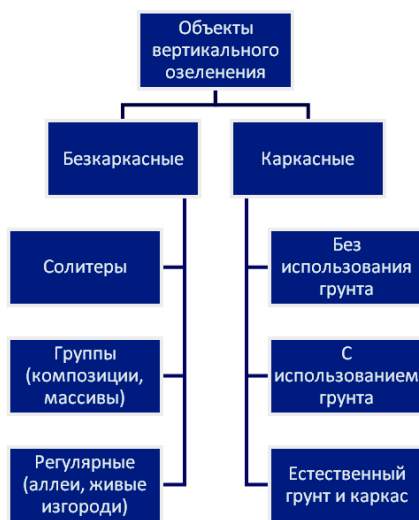 Объекты
вертикального
озеленения
Безкаркасные
Каркасные
Солитеры
Группы
(композиции,
массивы)
Регулярные
(аллеи, живые
изгороди)
Без
использования
грунта
С
использованием
грунта
Естественный
грунт и каркас